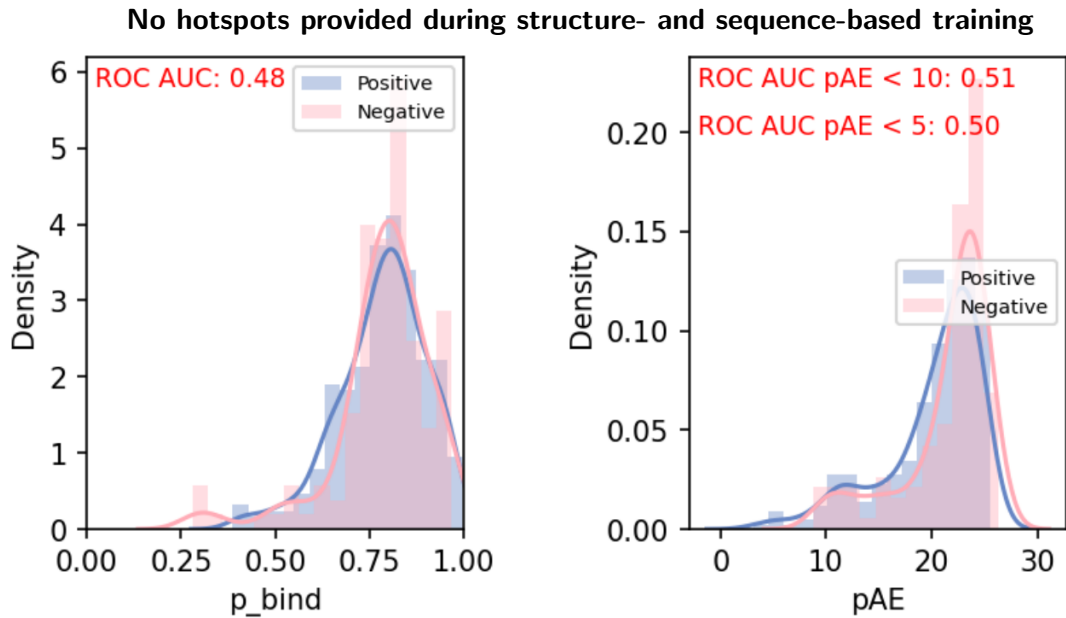 No hotspots provided during structure- and sequence-based training
ROC AUC: 0.48
Positive
Negative
6
5
4
3
2
1
0
Density
0.00 0.25 0.50 0.75 1.00
p_bind
ROC AUC pAE < 10: 0.51
ROC AUC pAE < 5: 0.50
Positive
Negative
0.20
0.15
0.10
0.05
0.00
Density
0 10 20 30
pAE